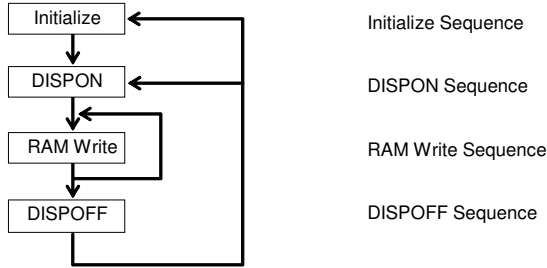 Initialize Initialize Sequence
DISPON DISPON Sequence
RAM Write RAM Write Sequence
DISPOFF DISPOFF Sequence